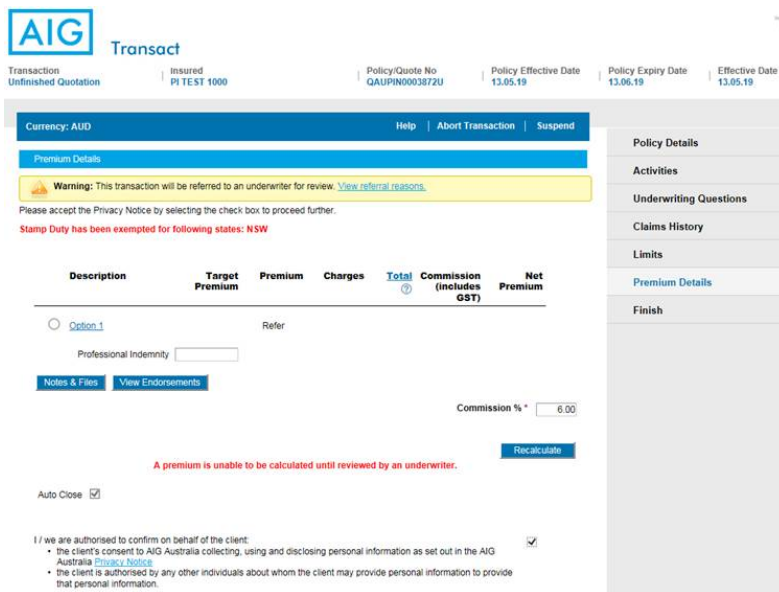 AIG
Transact
Transaction
Unfinished Quotation
Insured
PI TEST 1000
Policy/Quote No
QAUPIN0003872U
Policy Effective Date
13.05.19
Policy Expiry Date
13.06.19
Effective Date
13.05.19
Currency: AUD
Help | Abort Transaction | Suspend
Premium Details
Warning: This transaction will be referred to an underwriter for review. View referral reasons.
Please accept the Privacy Notice by selecting the check box to proceed further.
Stamp Duty has been exempted for following states: NSW
Description
Target
Premium
Premium
Charges
Total
?
Commission
(includes
GST)
Net
Premium
Option 1
Refer
Professional Indemnity
Notes & Files
View Endorsements
Commission % * 6.00
Recalculate
A premium is unable to be calculated until reviewed by an underwriter.
Auto Close
I / we are authorised to confirm on behalf of the client:
• the client's consent to AIG Australia collecting, using and disclosing personal information as set out in the AIG
Australia Privacy Notice
• the client is authorised by any other individuals about whom the client may provide personal information to provide
that personal information.
Policy Details
Activities
Underwriting Questions
Claims History
Limits
Premium Details
Finish